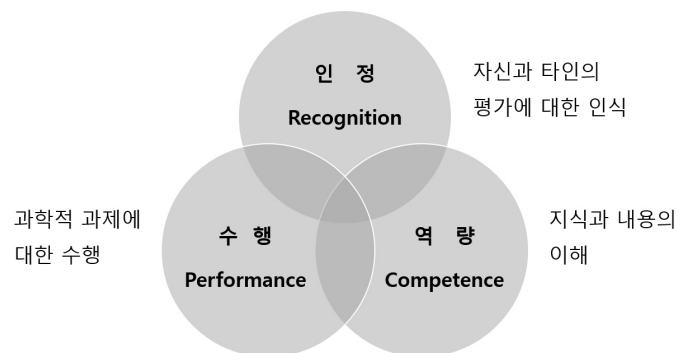 인 정
Recognition
자신과 타인의
평가에 대한 인식
과학적 과제에
대한 수행
수 행
Performance
역 량
Competence
지식과 내용의
이해